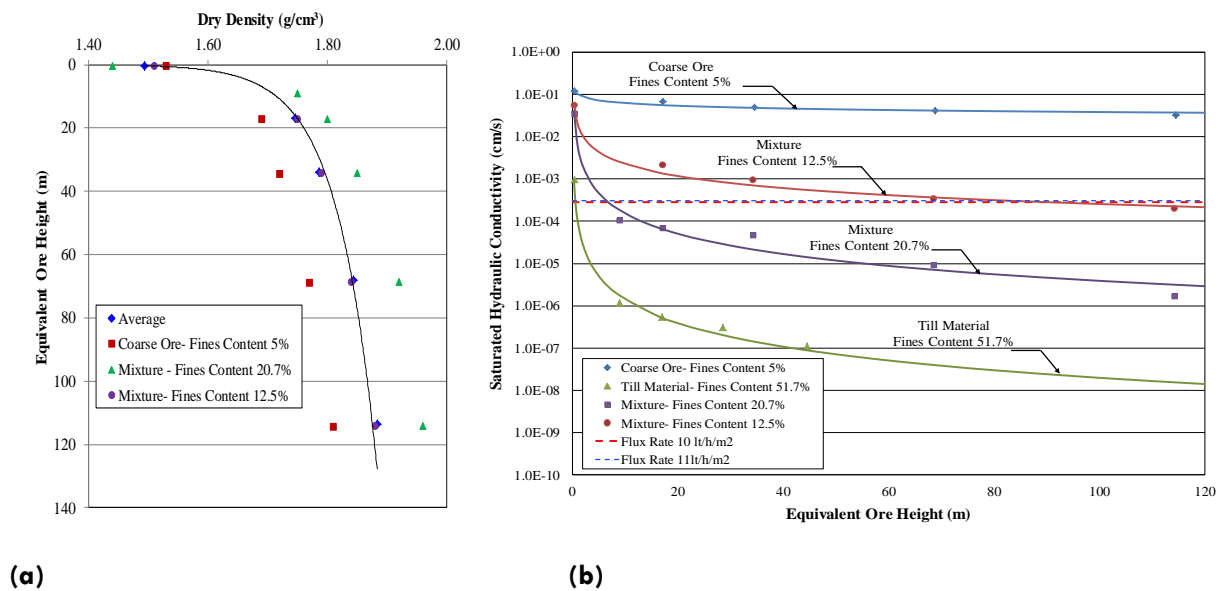 Dry Density (g/cm³)
1.40 1.60 1.80 2.00
0
20
40
60
80
100
120
140
Equivalent Ore Height (m)
Average
Coarse Ore- Fines Content 5%
Mixture - Fines Content 20.7%
Mixture- Fines Content 12.5%
(a)
1.0E+00
1.0E-01
1.0E-02
1.0E-03
1.0E-04
1.0E-05
1.0E-06
1.0E-07
1.0E-08
1.0E-09
1.0E-10
Saturated Hydraulic Conductivity (cm/s)
Coarse Ore
Fines Content 5%
Mixture
Fines Content 12.5%
Mixture
Fines Content 20.7%
Till Material
Fines Content 51.7%
Coarse Ore- Fines Content 5%
Till Material- Fines Content 51.7%
Mixture- Fines Content 20.7%
Mixture- Fines Content 12.5%
Flux Rate 10 lt/h/m2
Flux Rate 11lt/h/m2
0 20 40 60 80 100 120
Equivalent Ore Height (m)
(b)